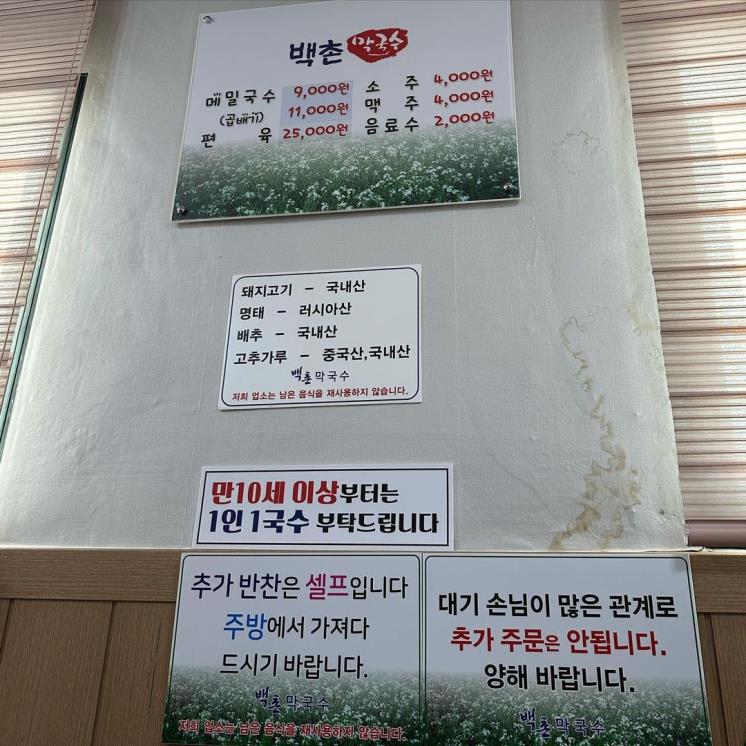 백촌 막국수
메밀국수 9,000원 소 주 4,000원
(곱배기) 11,000원 맥 주 4,000원
편 육 25,000원 음료수 2,000원
돼지고기 - 국내산
명태 - 러시아산
배추 - 국내산
고추가루 - 중국산,국내산
백촌막국수
저희 업소는 남은 음식을 재사용하지 않습니다.
만10세 이상부터는
1인 1국수 부탁드립니다
추가 반찬은 셀프입니다
주방에서 가져다
드시기 바랍니다.
백촌막국수
저희 업소는 남은 음식을 재사용하지 않습니다.
대기 손님이 많은 관계로
추가 주문은 안됩니다.
양해 바랍니다.
백촌막국수